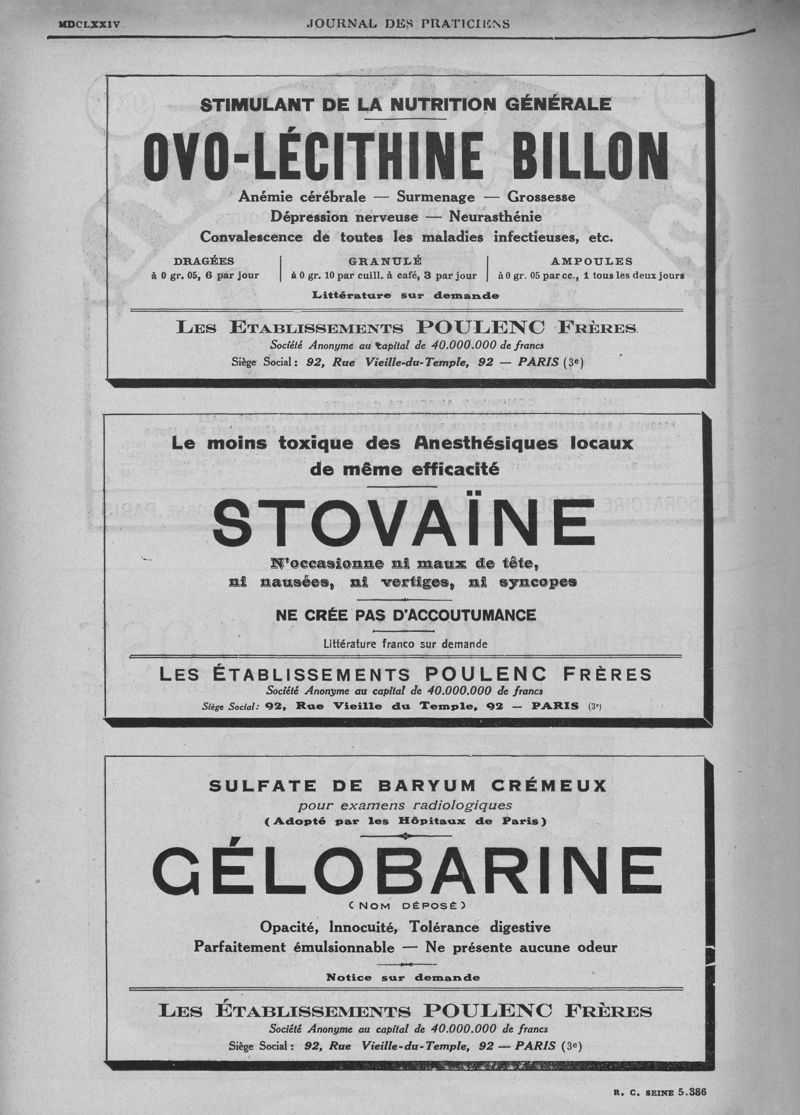 MDCLXXIV
JOURNAL DES PRATICIENS
STIMULANT DE LA NUTRITION GÉNÉRALE
OVO-LÉCITHINE BILLON
Anémie cérébrale — Surmenage — Grossesse
Dépression nerveuse — Neurasthénie
Convalescence de toutes les maladies infectieuses, etc.
DRAGÉES
à 0 gr. 05, 6 par jour
GRANULÉ
à 0 gr. 10 par cuill. à café, 3 par jour
AMPOULES
à 0 gr. 05 par cc., 1 tous les deux jours
Littérature sur demande
LES ETABLISSEMENTS POULENC FRÈRES
Société Anonyme au capital de 40.000.000 de francs
Siège Social : 92, Rue Vieille-du-Temple, 92 — PARIS (3e)
Le moins toxique des Anesthésiques locaux
de même efficacité
STOVAÏNE
N'occasionne ni maux de tête,
ni nausées, ni vertiges, ni syncopes
NE CRÉE PAS D'ACCOUTUMANCE
Littérature franco sur demande
LES ÉTABLISSEMENTS POULENC FRÈRES
Société Anonyme au capital de 40.000.000 de francs
Siège Social : 92, Rue Vieille du Temple, 92 — PARIS (3e)
SULFATE DE BARYUM CRÉMEUX
pour examens radiologiques
(Adopté par les Hôpitaux de Paris)
GÉLOBARINE
(NOM DÉPOSÉ)
Opacité, Innocuité, Tolérance digestive
Parfaitement émulsionnable — Ne présente aucune odeur
Notice sur demande
LES ÉTABLISSEMENTS POULENC FRÈRES
Société Anonyme au capital de 40.000.000 de francs
Siège Social : 92, Rue Vieille-du-Temple, 92 — PARIS (3e)
R. C. SEINE 5.386